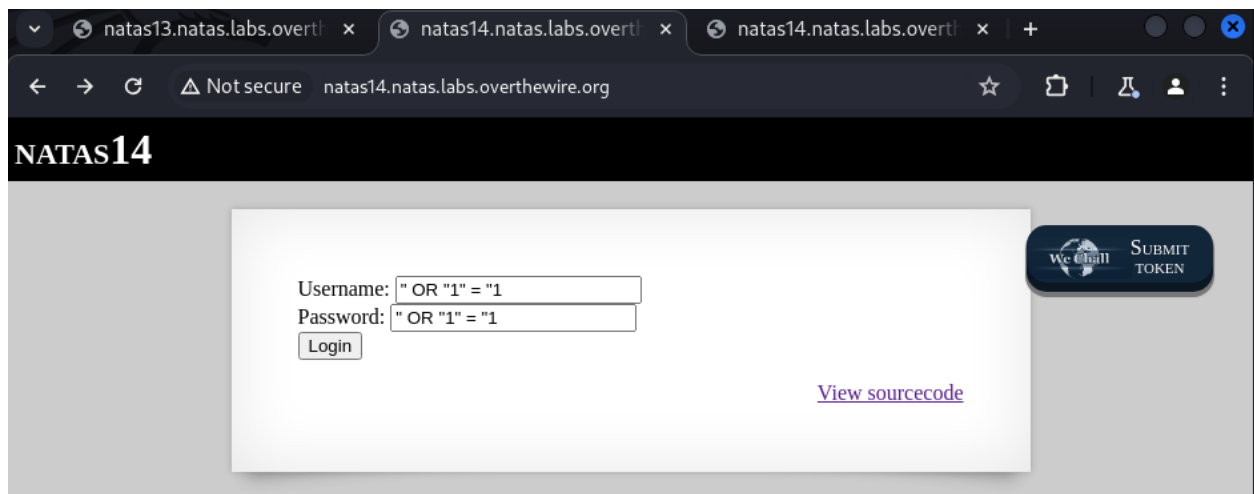 natas13.natas.labs.overth natas14.natas.labs.overth natas14.natas.labs.overth
Not secure natas14.natas.labs.overthewire.org
NATAS14
We Chall SUBMIT TOKEN
Username: " OR "1" = "1
Password: " OR "1" = "1
Login
View sourcecode